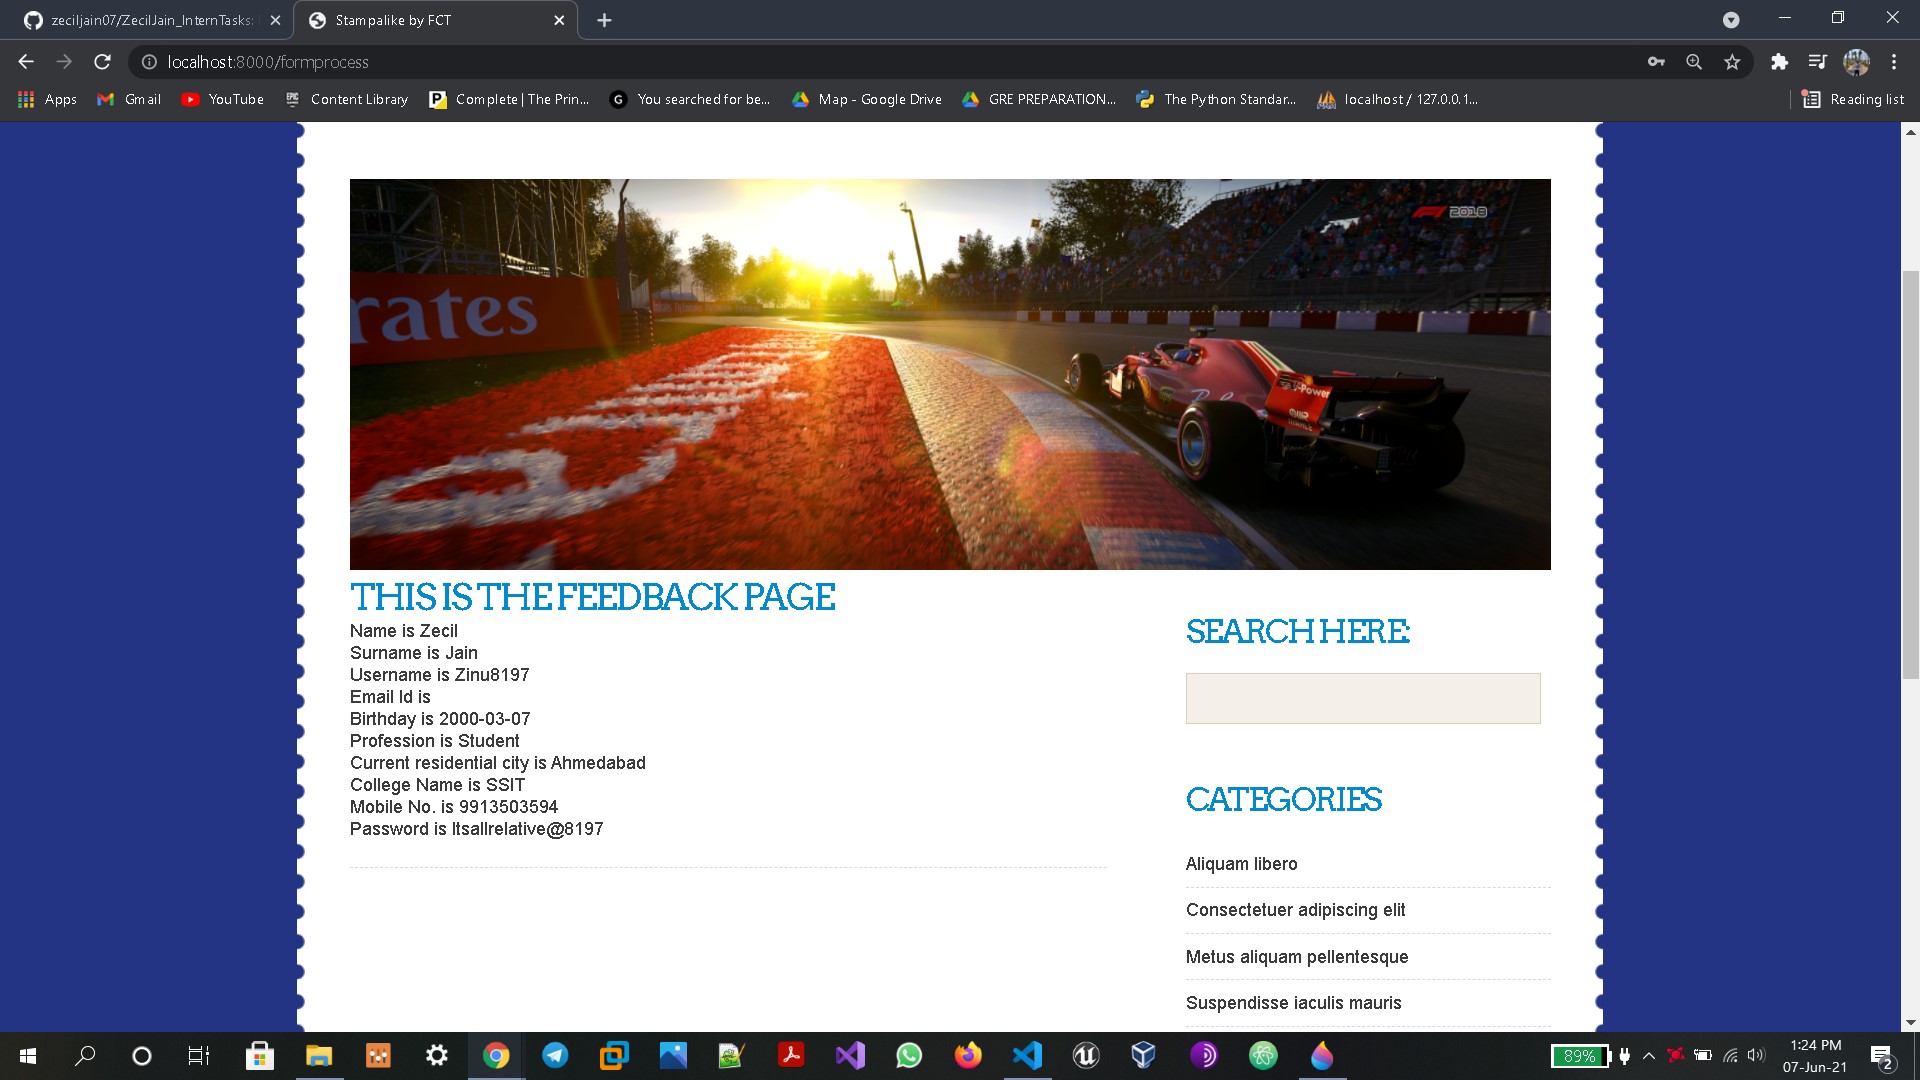 zeciljain07/ZecilJain_InternTasks:
Stampalike by FCT
localhost:8000/formprocess
Apps
Gmail
YouTube
EPIC
Content Library
Complete | The Prin...
G
You searched for be...
Map - Google Drive
GRE PREPARATION...
The Python Standar...
localhost / 127.0.0.1...
Reading list
F1 2018
rates
V-Power
THIS IS THE FEEDBACK PAGE
Name is Zecil
Surname is Jain
Username is Zinu8197
Email Id is
Birthday is 2000-03-07
Profession is Student
Current residential city is Ahmedabad
College Name is SSIT
Mobile No. is 9913503594
Password is Itsallrelative@8197
SEARCH HERE:
CATEGORIES
Aliquam libero
Consectetuer adipiscing elit
Metus aliquam pellentesque
Suspendisse iaculis mauris
89%
1:24 PM
07-Jun-21
2